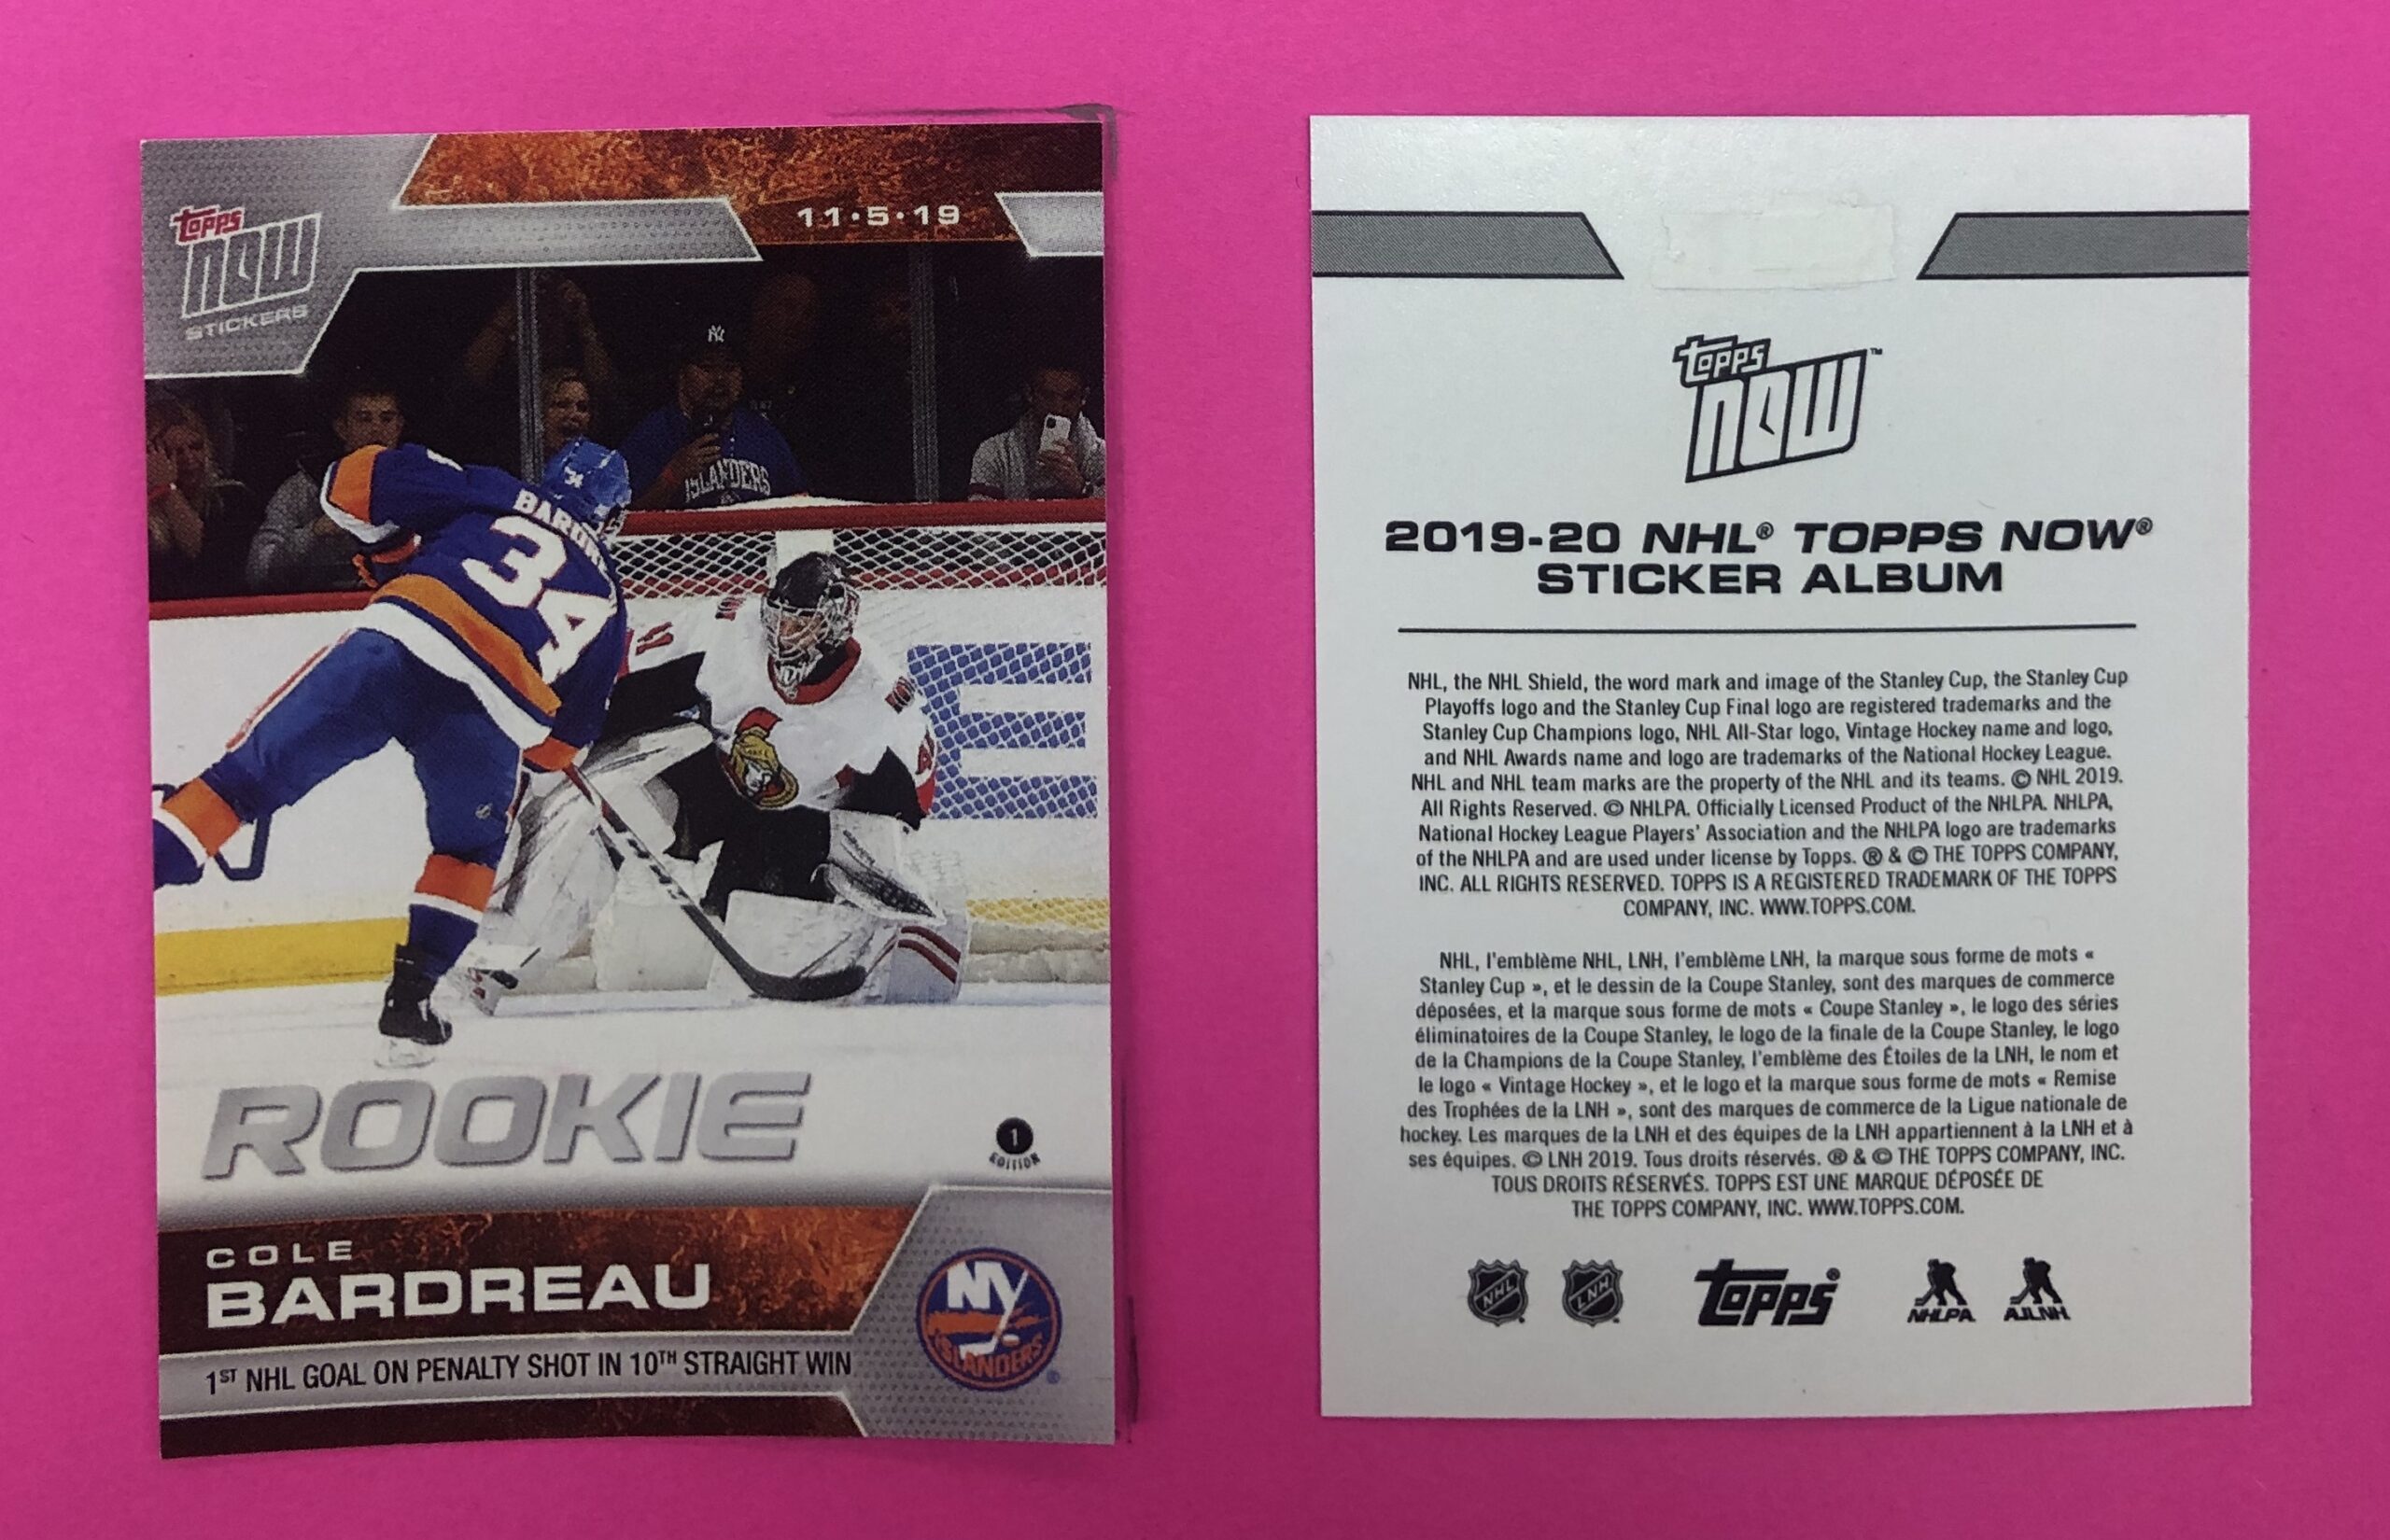 topps
now
STICKERS
11·5·19
NY
ISLANDERS
34
34
E
ROOKIE
1
EDITION
COLE
BARDREAU
NY
ISLANDERS
1ST NHL GOAL ON PENALTY SHOT IN 10TH STRAIGHT WIN
topps
now™
2019-20 NHL® TOPPS NOW®
STICKER ALBUM
NHL, the NHL Shield, the word mark and image of the Stanley Cup, the Stanley Cup
Playoffs logo and the Stanley Cup Final logo are registered trademarks and the
Stanley Cup Champions logo, NHL All-Star logo, Vintage Hockey name and logo,
and NHL Awards name and logo are trademarks of the National Hockey League.
NHL and NHL team marks are the property of the NHL and its teams. © NHL 2019.
All Rights Reserved. © NHLPA. Officially Licensed Product of the NHLPA. NHLPA,
National Hockey League Players' Association and the NHLPA logo are trademarks
of the NHLPA and are used under license by Topps. ® & © THE TOPPS COMPANY,
INC. ALL RIGHTS RESERVED. TOPPS IS A REGISTERED TRADEMARK OF THE TOPPS
COMPANY, INC. WWW.TOPPS.COM.
NHL, l'emblème NHL, LNH, l'emblème LNH, la marque sous forme de mots «
Stanley Cup », et le dessin de la Coupe Stanley, sont des marques de commerce
déposées, et la marque sous forme de mots « Coupe Stanley », le logo des séries
éliminatoires de la Coupe Stanley, le logo de la finale de la Coupe Stanley, le logo
de la Champions de la Coupe Stanley, l'emblème des Étoiles de la LNH, le nom et
le logo « Vintage Hockey », et le logo et la marque sous forme de mots « Remise
des Trophées de la LNH », sont des marques de commerce de la Ligue nationale de
hockey. Les marques de la LNH et des équipes de la LNH appartiennent à la LNH et à
ses équipes. © LNH 2019. Tous droits réservés. ® & © THE TOPPS COMPANY, INC.
TOUS DROITS RÉSERVÉS. TOPPS EST UNE MARQUE DÉPOSÉE DE
THE TOPPS COMPANY, INC. WWW.TOPPS.COM.
NHL LNH topps® NHLPA AJLNH